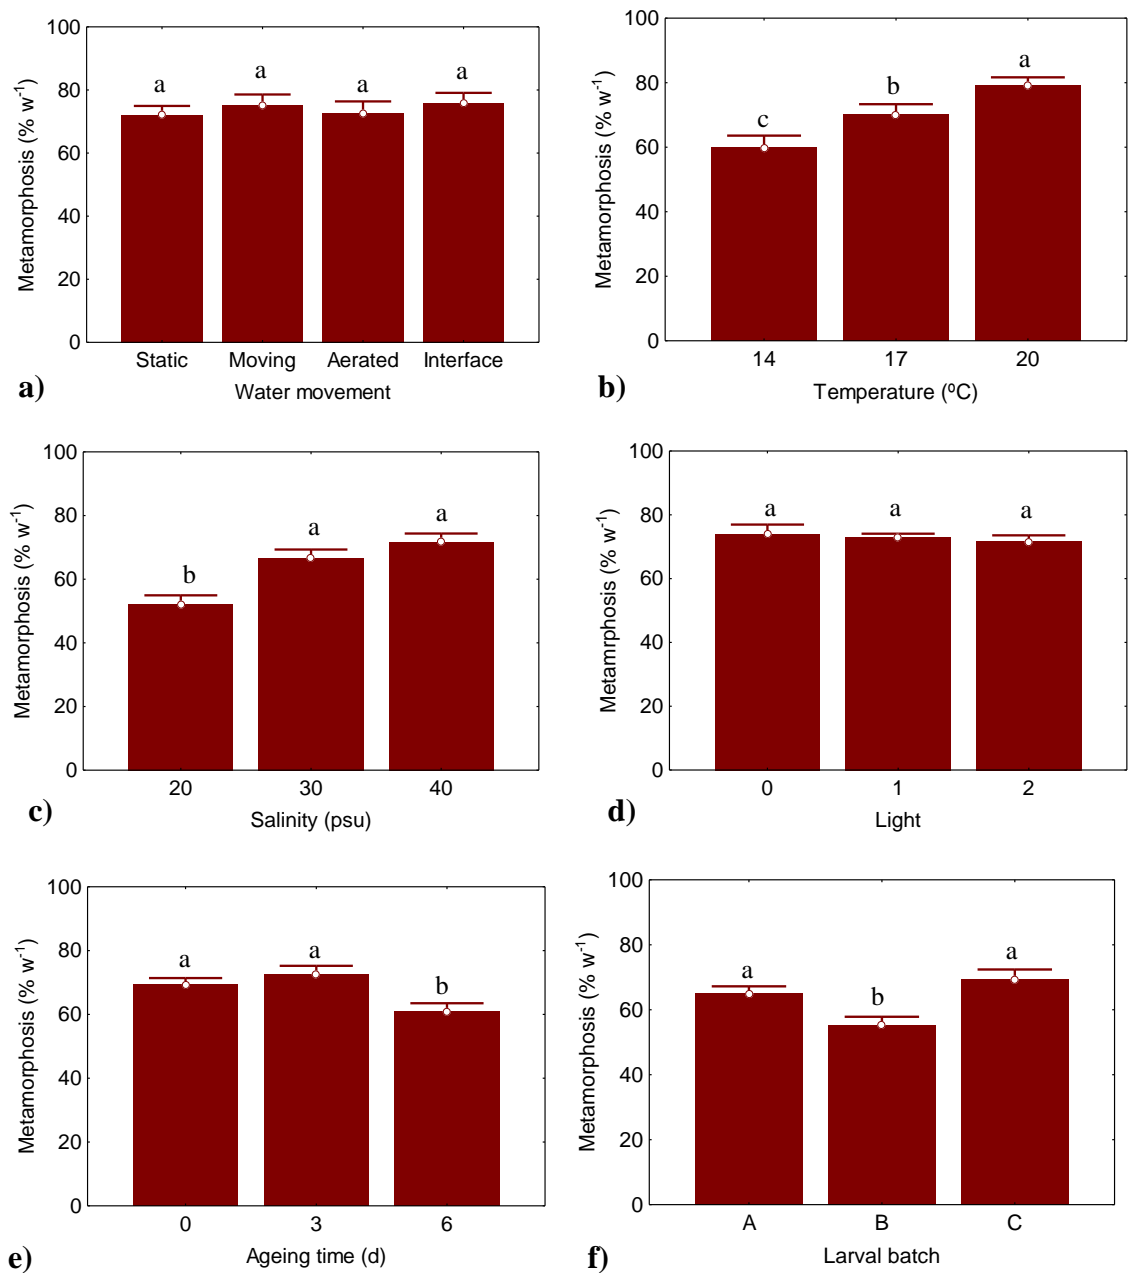 100
80
60
40
20
0
Metamorphosis (% w-1)
a a a a
Static Moving Aerated Interface
Water movement
a)
100
80
60
40
20
0
Metamorphosis (% w-1)
c b a
14 17 20
Temperature (ºC)
b)
100
80
60
40
20
0
Metamorphosis (% w-1)
b a a
20 30 40
Salinity (psu)
c)
100
80
60
40
20
0
Metamrphosis (% w-1)
a a a
0 1 2
Light
d)
100
80
60
40
20
0
Metamorphosis (% w-1)
a a b
0 3 6
Ageing time (d)
e)
100
80
60
40
20
0
Metamorphosis (% w-1)
a b a
A B C
Larval batch
f)